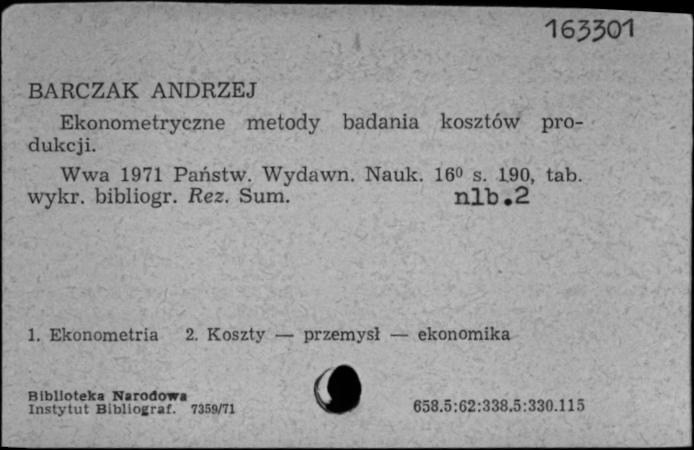 163301
BARCZAK ANDRZEJ
Ekonometryczne metody badania kosztów pro-
dukcji.
Wwa 1971 Państw. Wydawn. Nauk. 16⁰ s. 190, tab.
wykr. bibliogr. Rez. Sum. nlb.2
1. Ekonometria 2. Koszty — przemysł — ekonomika
Biblioteka Narodowa
Instytut Bibliograf. 7359/71 658.5:62:338.5:330.115